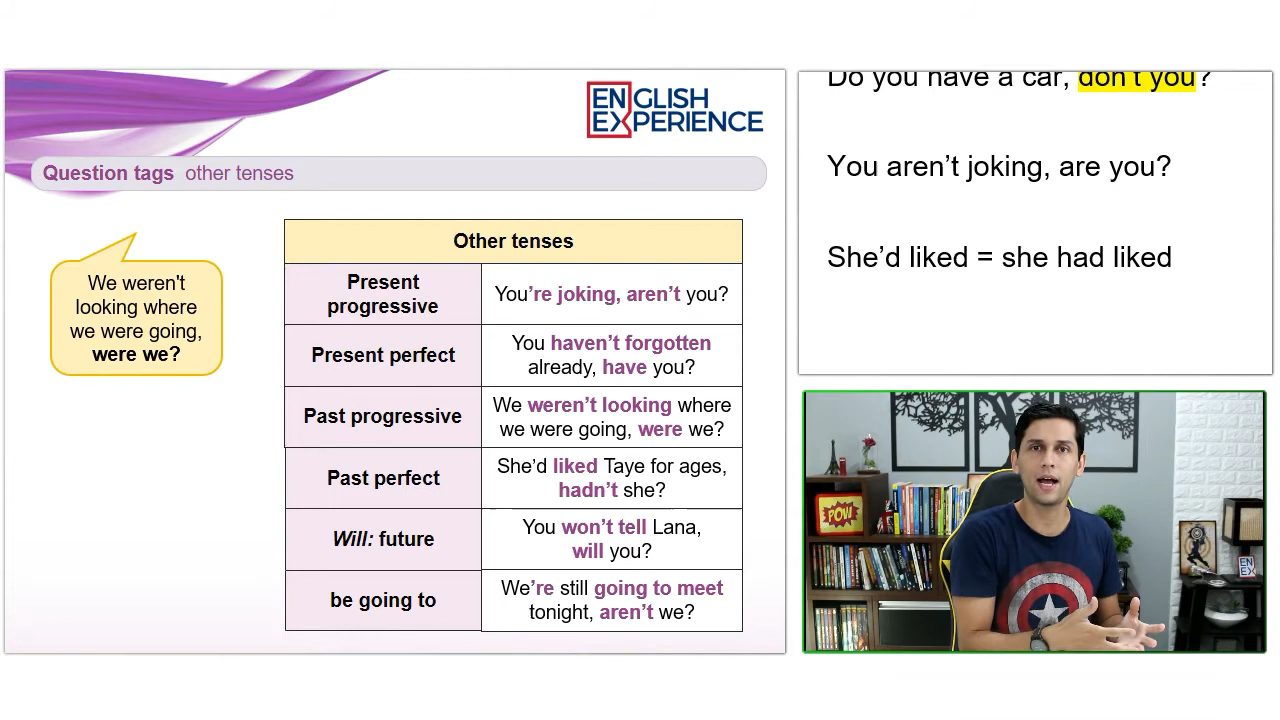 ENGLISH
EXPERIENCE
Question tags other tenses
We weren't
looking where
we were going,
were we?
Other tenses
Present
progressive
You're joking, aren't you?
Present perfect
You haven't forgotten
already, have you?
Past progressive
We weren't looking where
we were going, were we?
Past perfect
She'd liked Taye for ages,
hadn't she?
Will: future
You won't tell Lana,
will you?
be going to
We're still going to meet
tonight, aren't we?
Do you have a car, don't you?
You aren't joking, are you?
She'd liked = she had liked
POW
EN
EX